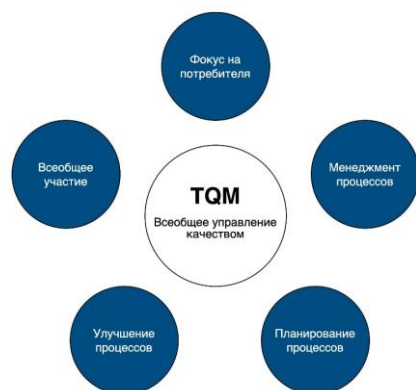 Фокус на
потребителя
Всеобщее
участие
Менеджмент
процессов
TQM
Всеобщее управление
качеством
Улучшение
процессов
Планирование
процессов